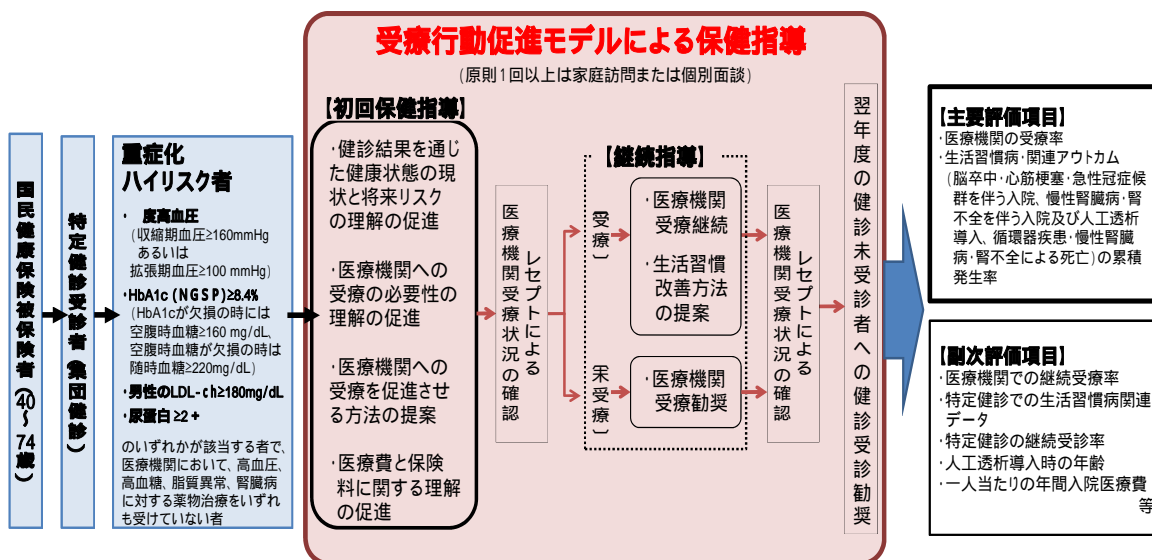 受療行動促進モデルによる保健指導
(原則1回以上は家庭訪問または個別面談)
国民健康保険被保険者(40~74歳)
特定健診受診者(集団健診)
重症化
ハイリスク者
・ 度高血圧
(収縮期血圧≥160mmHg
あるいは
拡張期血圧≥100 mmHg)
・HbA1c (NGSP)≥8.4%
(HbA1cが欠損の時には
空腹時血糖≥160 mg/dL、
空腹時血糖が欠損の時は
随時血糖≥220mg/dL)
・男性のLDL-ch≥180mg/dL
・尿蛋白≥2+
のいずれかが該当する者で、
医療機関において、高血圧、
高血糖、脂質異常、腎臓病
に対する薬物治療をいずれ
も受けていない者
【初回保健指導】
・健診結果を通じ
た健康状態の現
状と将来リスク
の理解の促進
・医療機関への
受療の必要性の
理解の促進
・医療機関への
受療を促進させ
る方法の提案
・医療費と保険
料に関する理解
の促進
レセプトによる
医療機関受療状況の確認
【継続指導】
受療)
・医療機関
受療継続
・生活習慣
改善方法
の提案
未受療)
・医療機関
受療勧奨
レセプトによる
医療機関受療状況の確認
翌年度の健診未受診者への健診受診勧奨
【主要評価項目】
・医療機関の受療率
・生活習慣病・関連アウトカム
(脳卒中・心筋梗塞・急性冠症候
群を伴う入院、慢性腎臓病・腎
不全を伴う入院及び人工透析
導入、循環器疾患・慢性腎臓
病・腎不全による死亡)の累積
発生率
【副次評価項目】
・医療機関での継続受療率
・特定健診での生活習慣病関連
データ
・特定健診の継続受診率
・人工透析導入時の年齢
・一人当たりの年間入院医療費
等